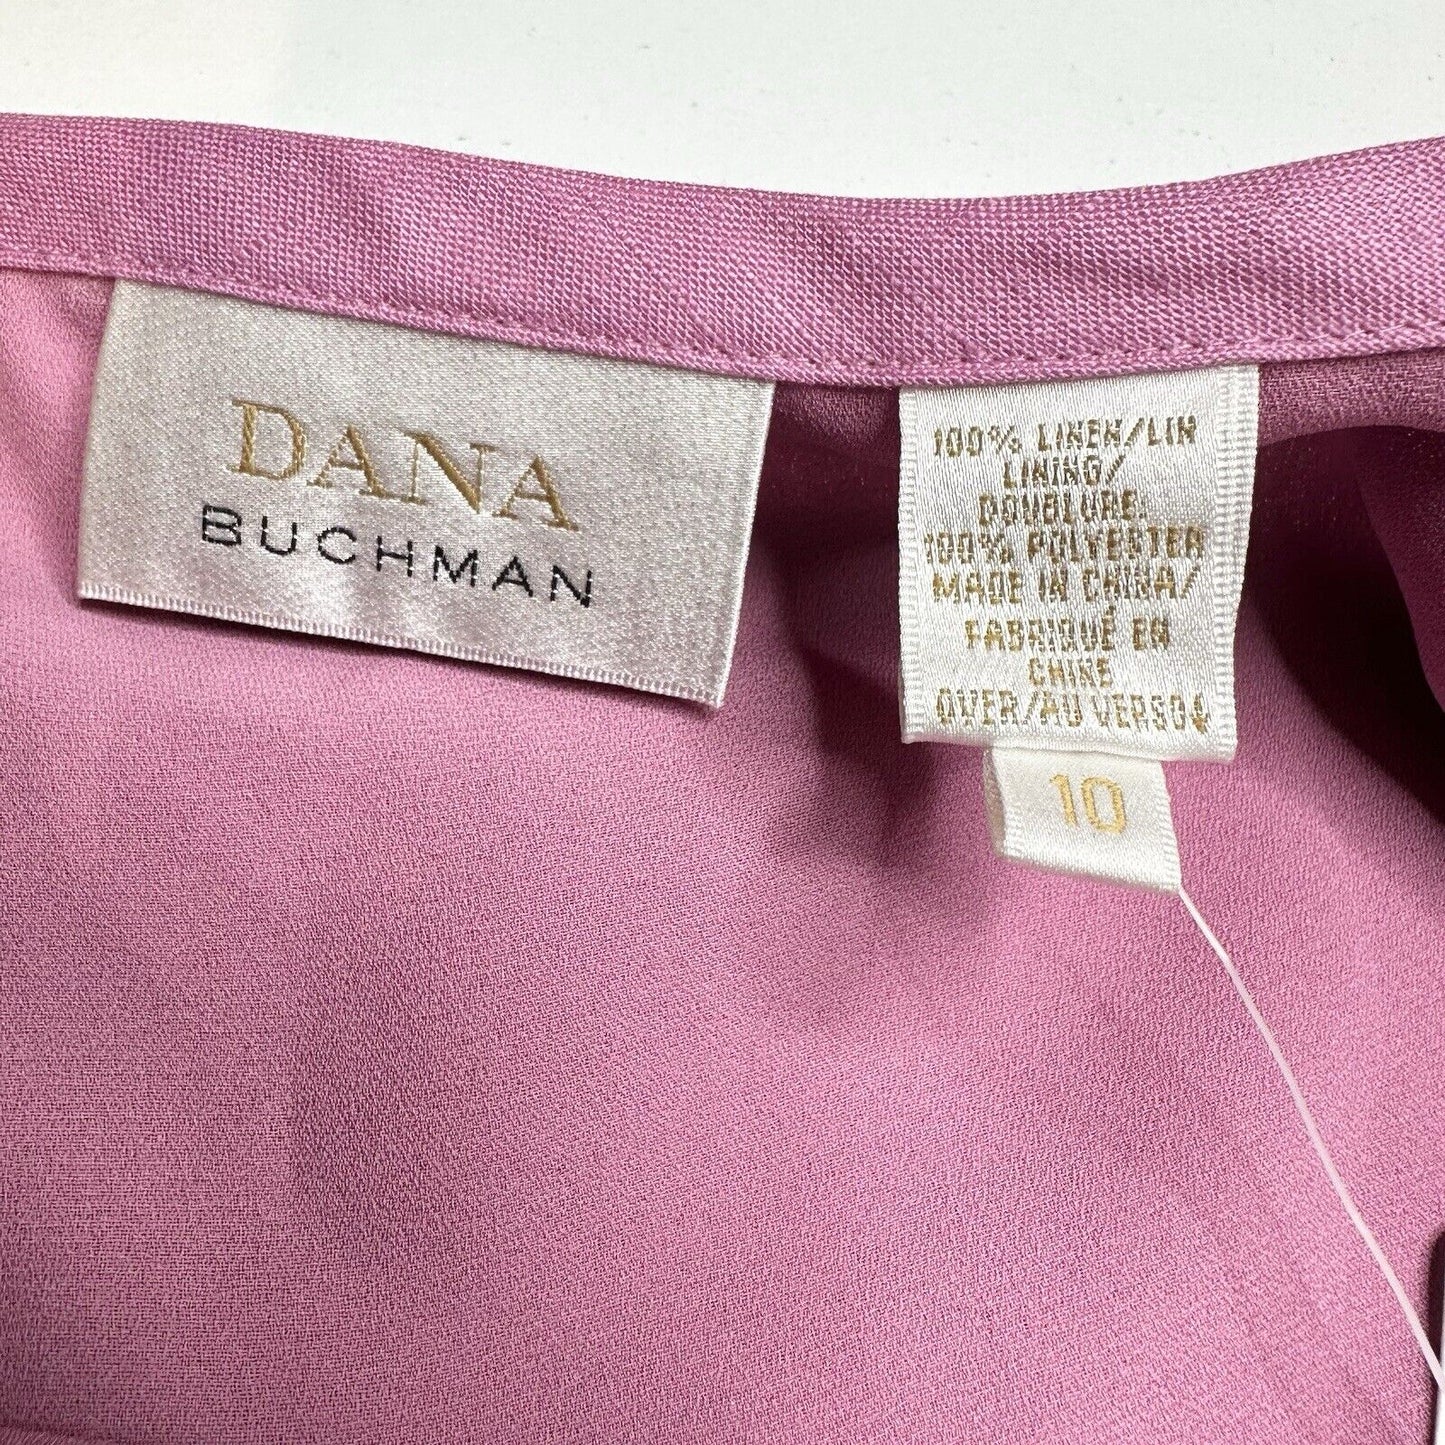 DANA
BUCHMAN
100% LINEN/LIN
LINING/
DOUBLURE.
100% POLYESTER
MADE IN CHINA/
FABRIQUÉ EN
CHINE
OVER/AU VERSO↓
10